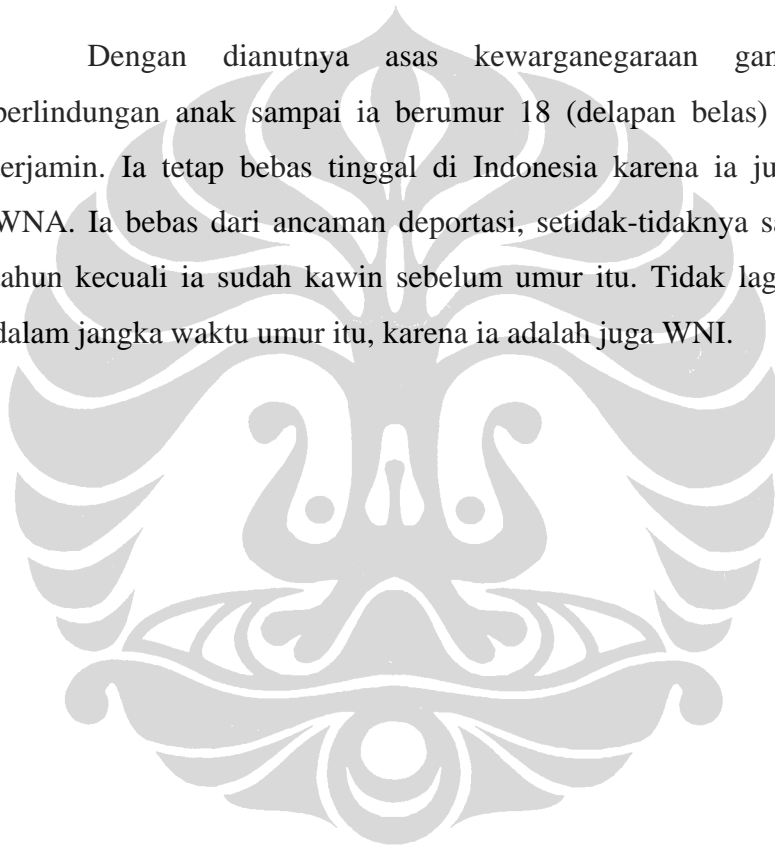 Dengan dianutnya asas kewarganegaraan gan
perlindungan anak sampai ia berumur 18 (delapan belas)
terjamin. Ia tetap bebas tinggal di Indonesia karena ia ju
WNA. Ia bebas dari ancaman deportasi, setidak-tidaknya sa
tahun kecuali ia sudah kawin sebelum umur itu. Tidak lag
dalam jangka waktu umur itu, karena ia adalah juga WNI.